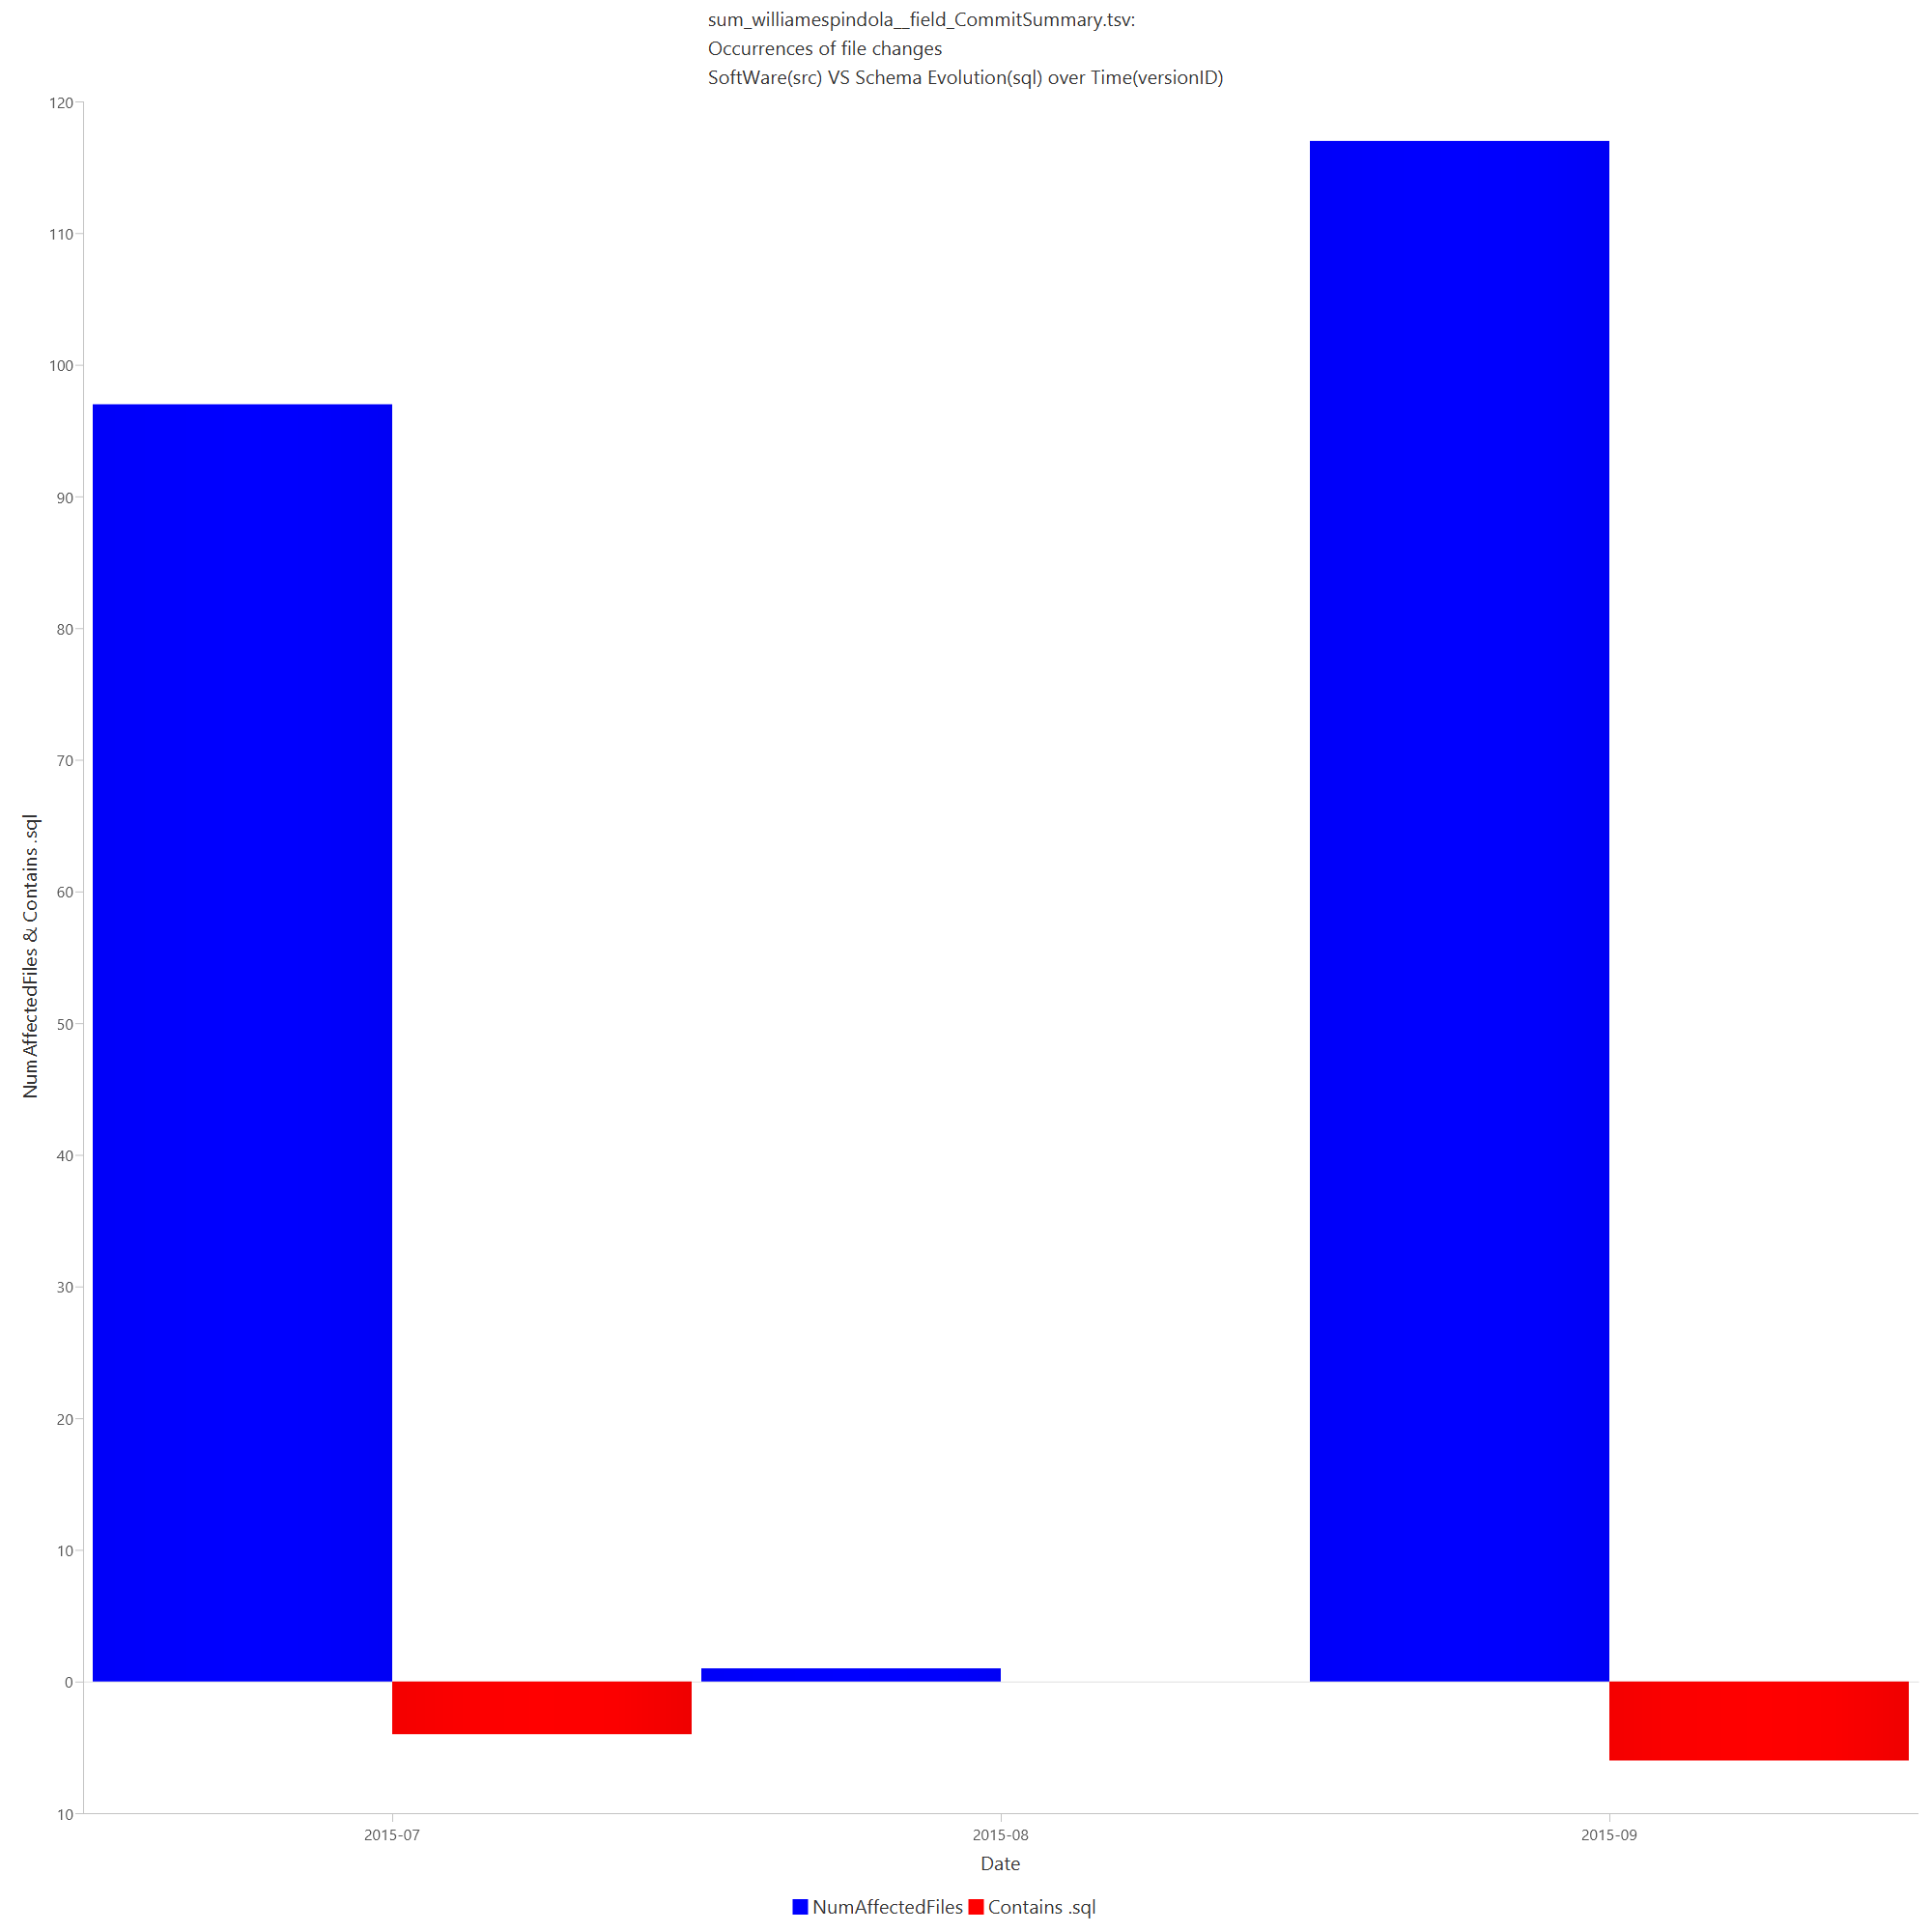 sum_williamespindola__field_CommitSummary.tsv:
Occurrences of file changes
SoftWare(src) VS Schema Evolution(sql) over Time(versionID)
120
110
100
90
80
70
60
50
40
30
20
10
0
10
NumAffectedFiles & Contains .sql
2015-07
2015-08
2015-09
Date
NumAffectedFiles
Contains .sql